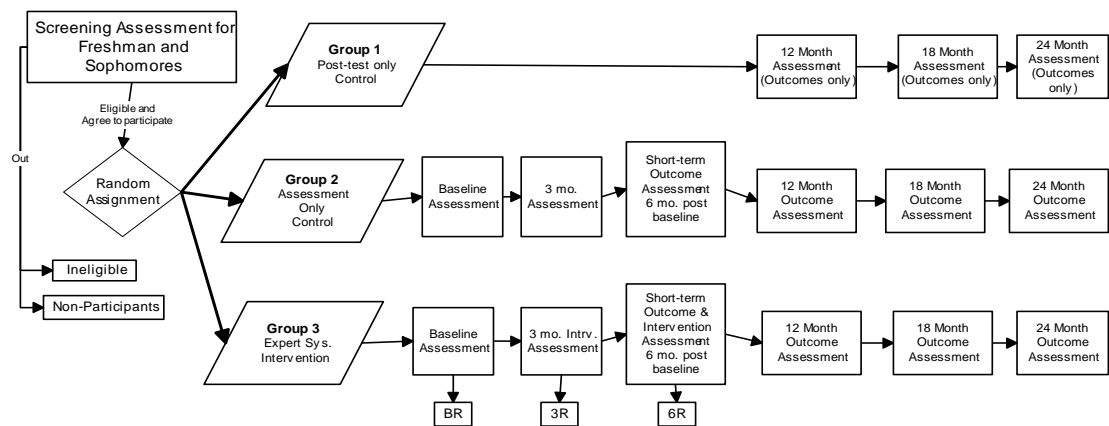 Screening Assessment for
Freshman and
Sophomores
Eligible and
Agree to participate
Out
Random
Assignment
Ineligible
Non-Participants
Group 1
Post-test only
Control
12 Month
Assessment
(Outcomes only)
18 Month
Assessment
(Outcomes only)
24 Month
Assessment
(Outcomes
only)
Group 2
Assessment
Only
Control
Baseline
Assessment
3 mo.
Assessment
Short-term
Outcome
Assessment
6 mo. post
baseline
12 Month
Outcome
Assessment
18 Month
Outcome
Assessment
24 Month
Outcome
Assessment
Group 3
Expert Sys.
Intervention
Baseline
Assessment
3 mo. Intrv.
Assessment
Short-term
Outcome &
Intervention
Assessment
6 mo. post
baseline
12 Month
Outcome
Assessment
18 Month
Outcome
Assessment
24 Month
Outcome
Assessment
BR
3R
6R